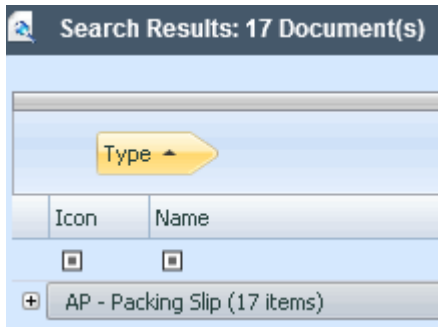 Search Results: 17 Document(s)
Type
Icon Name
AP - Packing Slip (17 items)